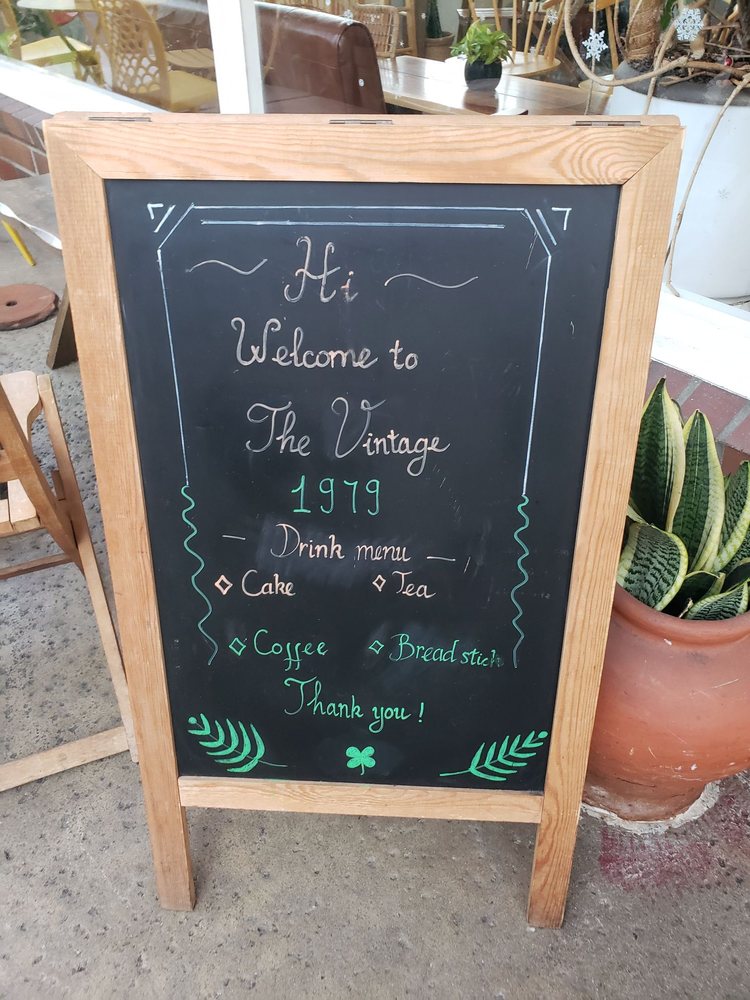 Hi
Welcome to
The Vintage
1979
Drink menu
Cake Tea
Coffee Bread stick
Thank you!